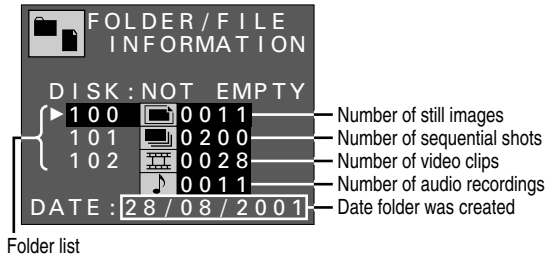 FOLDER/FILE
INFORMATION
DISK:NOT EMPTY
100 0011 Number of still images
101 0200 Number of sequential shots
102 0028 Number of video clips
0011 Number of audio recordings
DATE:28/08/2001 Date folder was created
Folder list